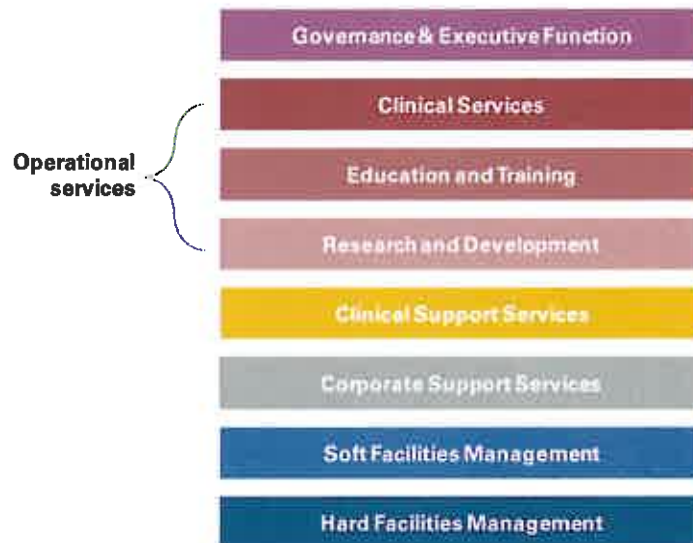 Governance & Executive Function
Clinical Services
Operational
services
Education and Training
Research and Development
Clinical Support Services
Corporate Support Services
Soft Facilities Management
Hard Facilities Management